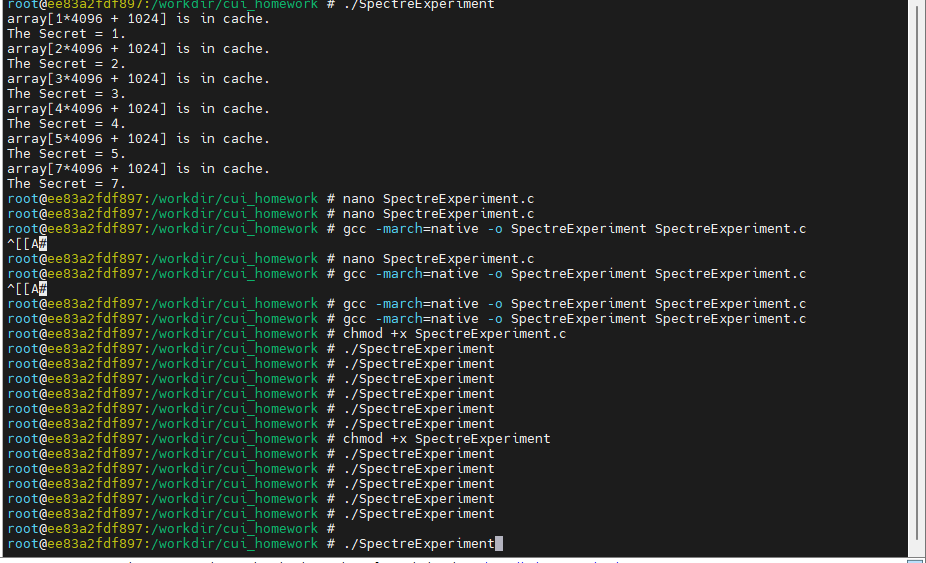 root@ee83a2fdf897:/workdir/cui_homework # ./SpectreExperiment
array[1*4096 + 1024] is in cache.
The Secret = 1.
array[2*4096 + 1024] is in cache.
The Secret = 2.
array[3*4096 + 1024] is in cache.
The Secret = 3.
array[4*4096 + 1024] is in cache.
The Secret = 4.
array[5*4096 + 1024] is in cache.
The Secret = 5.
array[7*4096 + 1024] is in cache.
The Secret = 7.
root@ee83a2fdf897:/workdir/cui_homework # nano SpectreExperiment.c
root@ee83a2fdf897:/workdir/cui_homework # nano SpectreExperiment.c
root@ee83a2fdf897:/workdir/cui_homework # gcc -march=native -o SpectreExperiment SpectreExperiment.c
^[[A#
root@ee83a2fdf897:/workdir/cui_homework # nano SpectreExperiment.c
root@ee83a2fdf897:/workdir/cui_homework # gcc -march=native -o SpectreExperiment SpectreExperiment.c
^[[A#
root@ee83a2fdf897:/workdir/cui_homework # gcc -march=native -o SpectreExperiment SpectreExperiment.c
root@ee83a2fdf897:/workdir/cui_homework # gcc -march=native -o SpectreExperiment SpectreExperiment.c
root@ee83a2fdf897:/workdir/cui_homework # chmod +x SpectreExperiment.c
root@ee83a2fdf897:/workdir/cui_homework # ./SpectreExperiment
root@ee83a2fdf897:/workdir/cui_homework # ./SpectreExperiment
root@ee83a2fdf897:/workdir/cui_homework # ./SpectreExperiment
root@ee83a2fdf897:/workdir/cui_homework # ./SpectreExperiment
root@ee83a2fdf897:/workdir/cui_homework # ./SpectreExperiment
root@ee83a2fdf897:/workdir/cui_homework # ./SpectreExperiment
root@ee83a2fdf897:/workdir/cui_homework # chmod +x SpectreExperiment
root@ee83a2fdf897:/workdir/cui_homework # ./SpectreExperiment
root@ee83a2fdf897:/workdir/cui_homework # ./SpectreExperiment
root@ee83a2fdf897:/workdir/cui_homework # ./SpectreExperiment
root@ee83a2fdf897:/workdir/cui_homework # ./SpectreExperiment
root@ee83a2fdf897:/workdir/cui_homework # ./SpectreExperiment
root@ee83a2fdf897:/workdir/cui_homework #
root@ee83a2fdf897:/workdir/cui_homework # ./SpectreExperiment